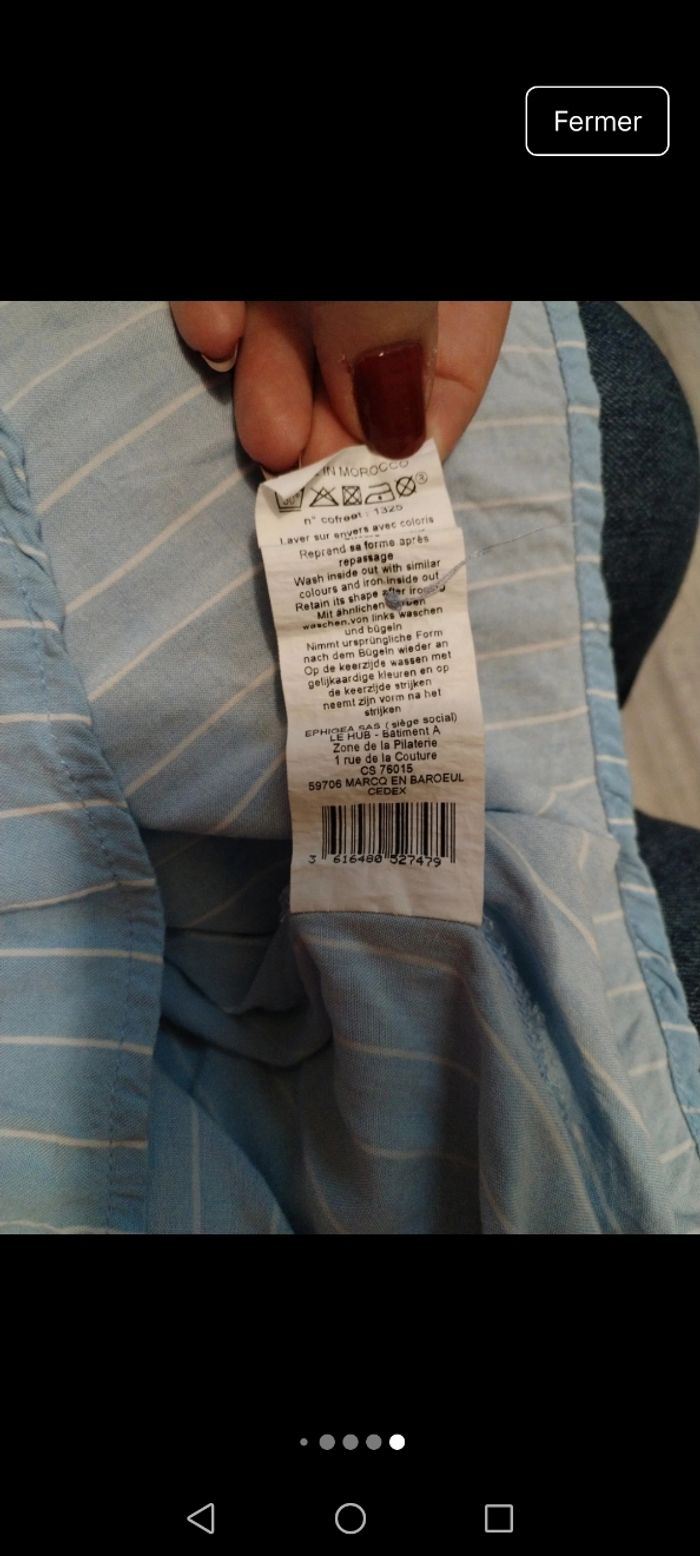 Fermer
IN MOROCCO
30°
3
n° cofreet : 1325
Laver sur envers avec coloris
Reprend sa forme après
repassage
Wash inside out with similar
colours and iron inside out
Retain its shape after
Mit ähnlichen
waschen.von links waschen
und bügeln
Nimmt ursprüngliche Form
nach dem Bügeln wieder an
Op de keerzijde wassen met
gelijkaardige kleuren en op
de keerzijde strijken
neemt zijn vorm na het
strijken
EPHIGEA SAS (siège social)
LE HUB - Batiment A
Zone de la Pilaterie
1 rue de la Couture
CS 76015
59706 MARCQ EN BAROEUL
CEDEX
3 616480 527479